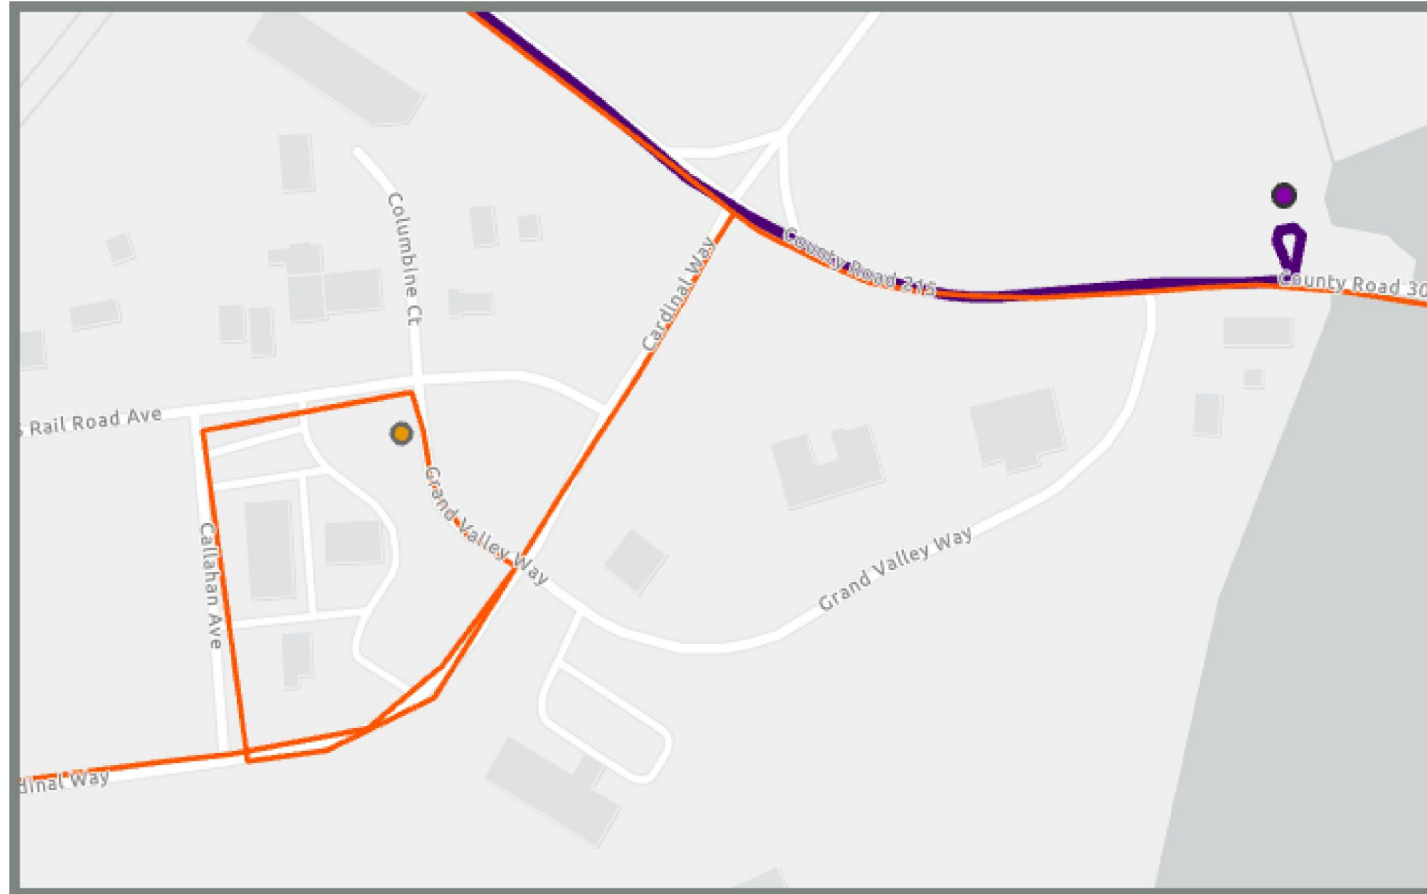 Columbine Ct
Cardinal Way
County Road 215
County Road 30
Rail Road Ave
Grand Valley Way
Callahan Ave
Grand Valley Way
dinal Way